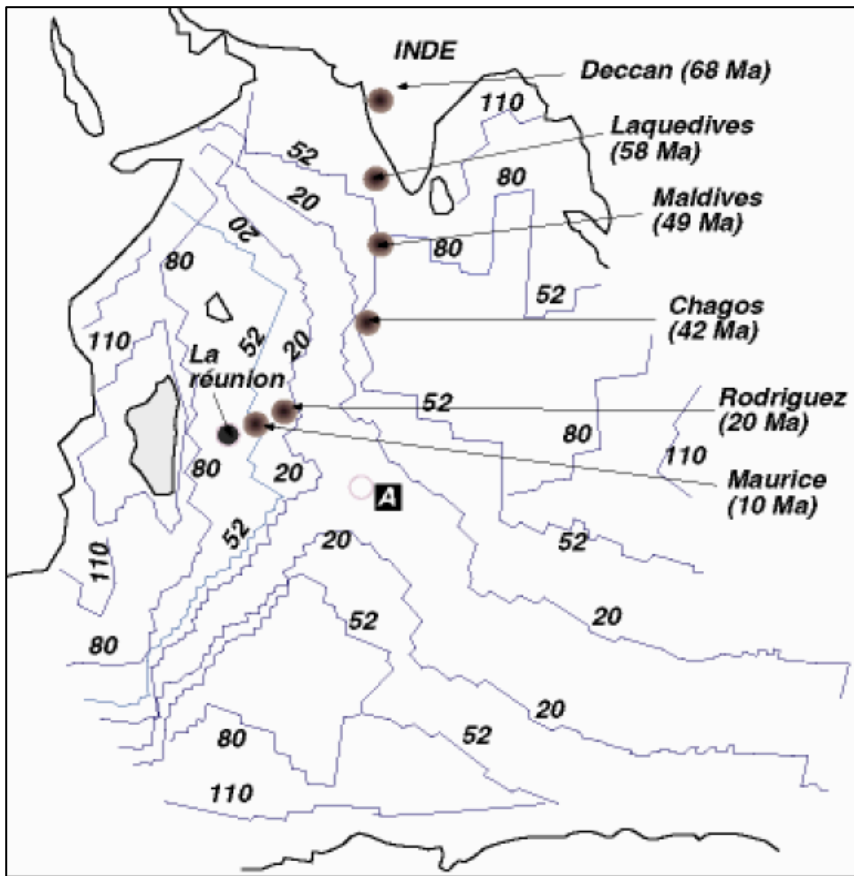 INDE
Deccan (68 Ma)
110
Laquedives
(58 Ma)
52
80
20
Maldives
(49 Ma)
20
80
80
52
Chagos
(42 Ma)
110
52
20
La
réunion
52
Rodriguez
(20 Ma)
80
110
80
20
Maurice
(10 Ma)
A
52
20
52
110
52
20
80
20
52
80
110